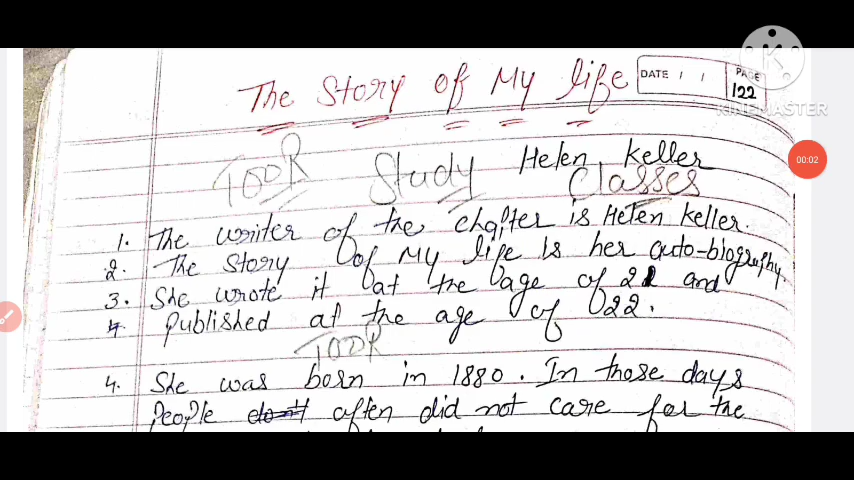 The Story of My life
DATE / /
PAGE
122
KINEMASTER
Helen keller
TOOR Study Classes
00:02
1. The writer of the chapter is Helen keller.
2. The Story of My life is her auto-biography.
3. She wrote it at the age of 21 and
4. published at the age of 22.
TOOR
4. She was born in 1880. In those days
people don't often did not care for the